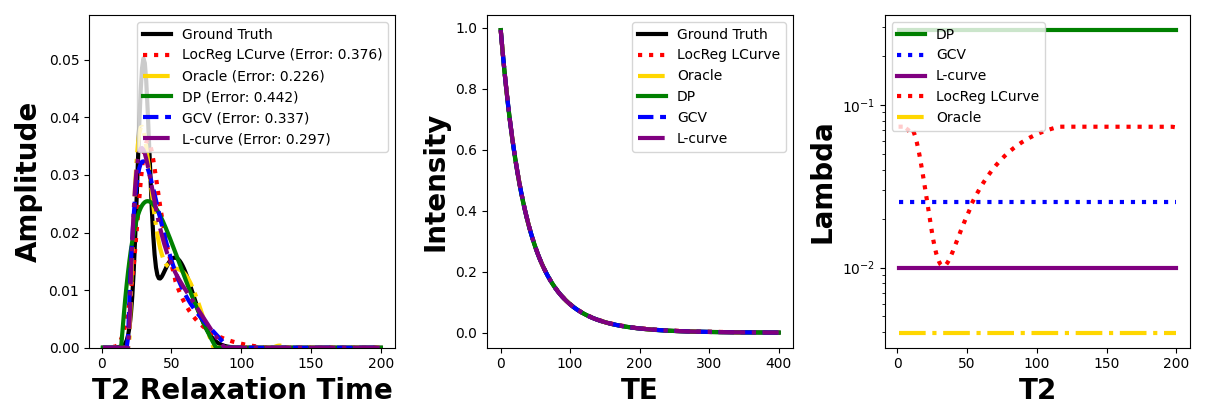 Amplitude
0.05
0.04
0.03
0.02
0.01
0.00
Ground Truth
LocReg LCurve (Error: 0.376)
Oracle (Error: 0.226)
DP (Error: 0.442)
GCV (Error: 0.337)
L-curve (Error: 0.297)
0 50 100 150 200
T2 Relaxation Time
Intensity
1.0
0.8
0.6
0.4
0.2
0.0
Ground Truth
LocReg LCurve
Oracle
DP
GCV
L-curve
0 100 200 300 400
TE
Lambda
10⁻¹
10⁻²
DP
GCV
L-curve
LocReg LCurve
Oracle
0 50 100 150 200
T2